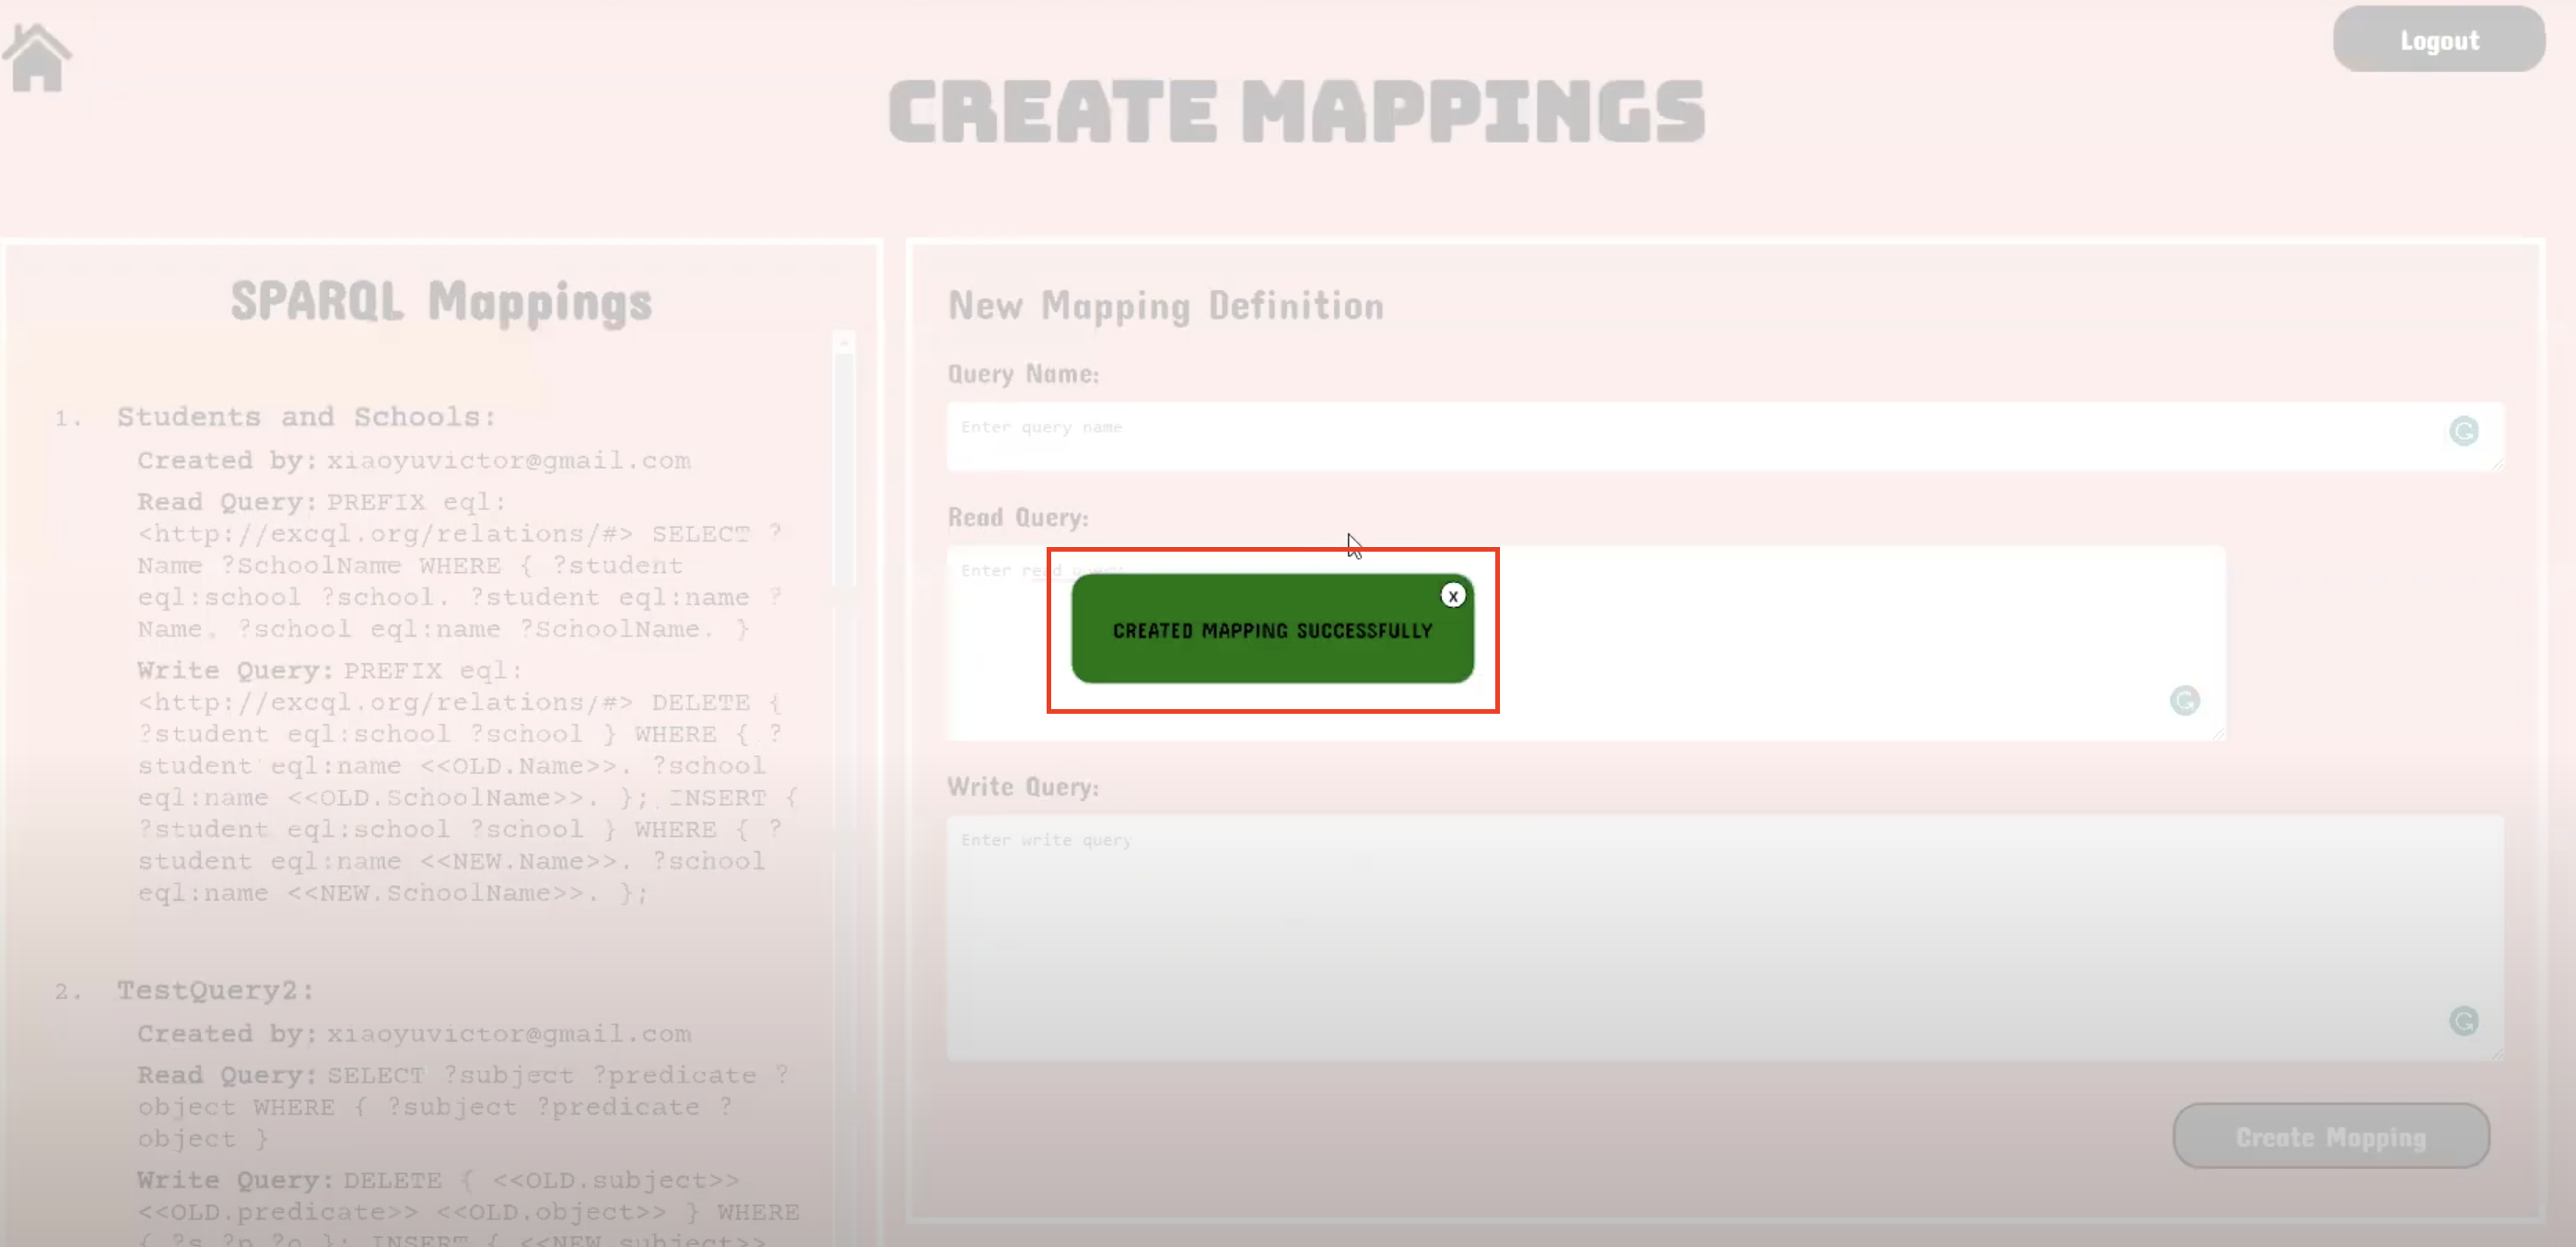 Logout
CREATE MAPPINGS
SPARQL Mappings
1. Students and Schools:
Created by: xiaoyuvictor@gmail.com
Read Query: PREFIX eql:
<http://excql.org/relations/#> SELECT ?
Name ?SchoolName WHERE { ?student
eql:school ?school. ?student eql:name ?
Name. ?school eql:name ?SchoolName. }
Write Query: PREFIX eql:
<http://excql.org/relations/#> DELETE {
?student eql:school ?school } WHERE { ?
student eql:name <<OLD.Name>>. ?school
eql:name <<OLD.SchoolName>>. }; INSERT {
?student eql:school ?school } WHERE { ?
student eql:name <<NEW.Name>>. ?school
eql:name <<NEW.SchoolName>>. };
2. TestQuery2:
Created by: xiaoyuvictor@gmail.com
Read Query: SELECT ?subject ?predicate ?
object WHERE { ?subject ?predicate ?
object }
Write Query: DELETE { <<OLD.subject>>
<<OLD.predicate>> <<OLD.object>> } WHERE
{ ?s ?p ?o }; INSERT { <<NEW.subject>>
New Mapping Definition
Query Name:
Enter query name
Read Query:
Enter read query
CREATED MAPPING SUCCESSFULLY
x
Write Query:
Enter write query
Create Mapping